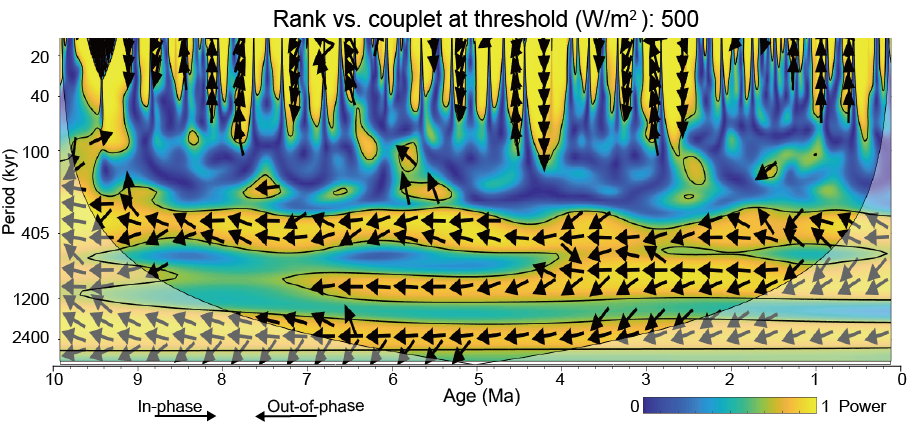 Rank vs. couplet at threshold (W/m²): 500
Period (kyr)
20
40
100
405
1200
2400
10 9 8 7 6 5 4 3 2 1 0
Age (Ma)
In-phase Out-of-phase
0 1 Power